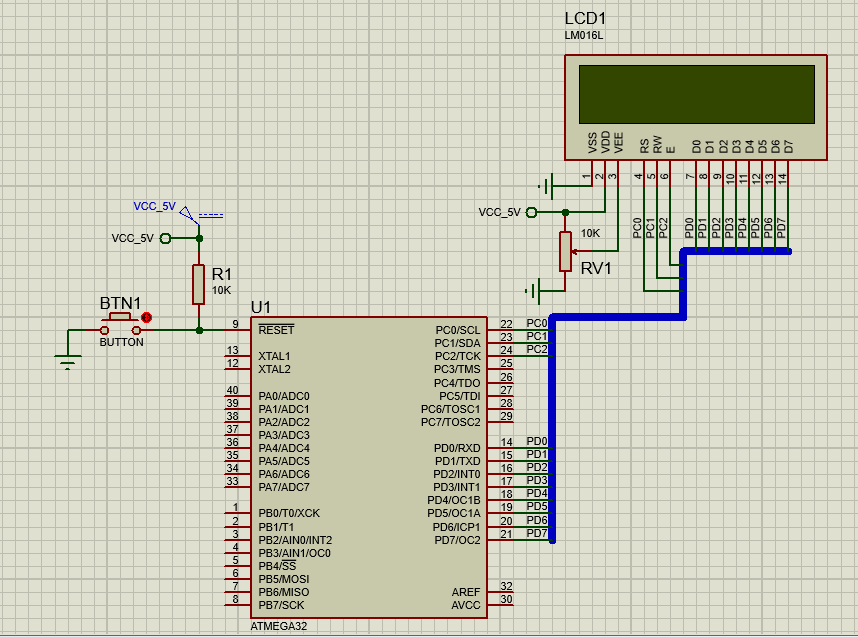 LCD1
LM016L
VSS
VDD
VEE
RS
RW
E
D0
D1
D2
D3
D4
D5
D6
D7
1
2
3
4
5
6
7
8
9
10
11
12
13
14
VCC_5V
VCC_5V
VCC_5V
PC0
PC1
PC2
PD0
PD1
PD2
PD3
PD4
PD5
PD6
PD7
10K
RV1
R1
10K
BTN1
BUTTON
U1
9 RESET PC0/SCL 22 PC0
PC1/SDA 23 PC1
13 XTAL1 PC2/TCK 24 PC2
12 XTAL2 PC3/TMS 25
PC4/TDO 26
40 PA0/ADC0 PC5/TDI 27
39 PA1/ADC1 PC6/TOSC1 28
38 PA2/ADC2 PC7/TOSC2 29
37 PA3/ADC3
36 PA4/ADC4 PD0/RXD 14 PD0
35 PA5/ADC5 PD1/TXD 15 PD1
34 PA6/ADC6 PD2/INT0 16 PD2
33 PA7/ADC7 PD3/INT1 17 PD3
PD4/OC1B 18 PD4
1 PB0/T0/XCK PD5/OC1A 19 PD5
2 PB1/T1 PD6/ICP1 20 PD6
3 PB2/AIN0/INT2 PD7/OC2 21 PD7
4 PB3/AIN1/OC0
5 PB4/SS
6 PB5/MOSI
7 PB6/MISO AREF 32
8 PB7/SCK AVCC 30
ATMEGA32